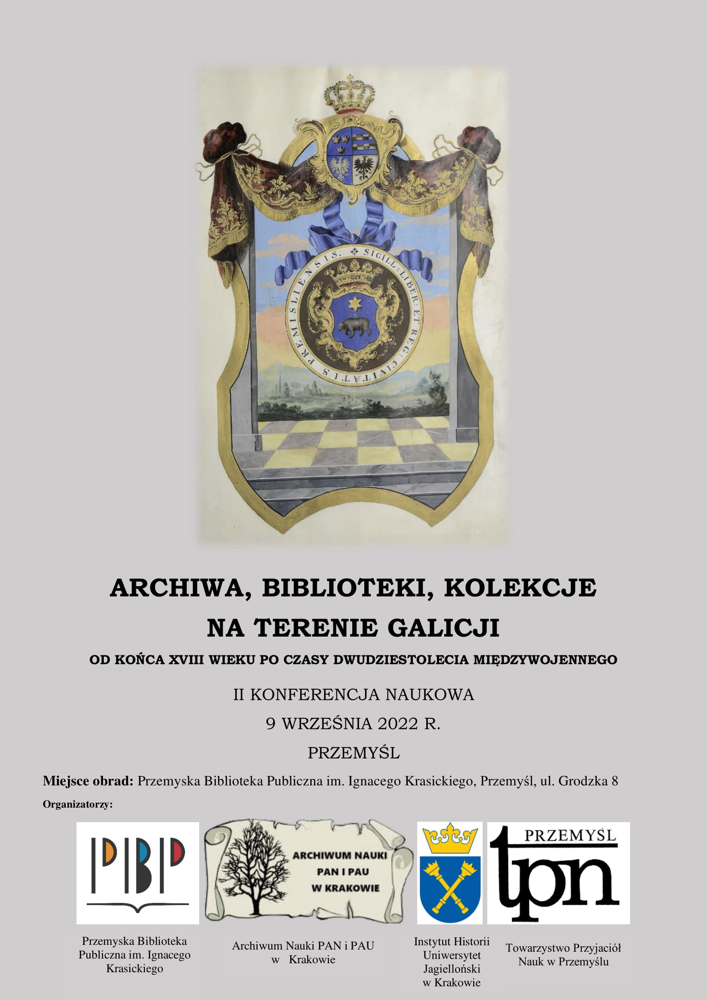 ✥ SIGILL: LIBER: ET REG: CIVITATIS PREMISLIENSIS.
ARCHIWA, BIBLIOTEKI, KOLEKCJE
NA TERENIE GALICJI
OD KOŃCA XVIII WIEKU PO CZASY DWUDZIESTOLECIA MIĘDZYWOJENNEGO
II KONFERENCJA NAUKOWA
9 WRZEŚNIA 2022 R.
PRZEMYŚL
Miejsce obrad: Przemyska Biblioteka Publiczna im. Ignacego Krasickiego, Przemyśl, ul. Grodzka 8
Organizatorzy:
PBP
ARCHIWUM NAUKI
PAN I PAU
W KRAKOWIE
PRZEMYŚL
tpn
Przemyska Biblioteka
Publiczna im. Ignacego
Krasickiego
Archiwum Nauki PAN i PAU
w Krakowie
Instytut Historii
Uniwersytet
Jagielloński
w Krakowie
Towarzystwo Przyjaciół
Nauk w Przemyślu